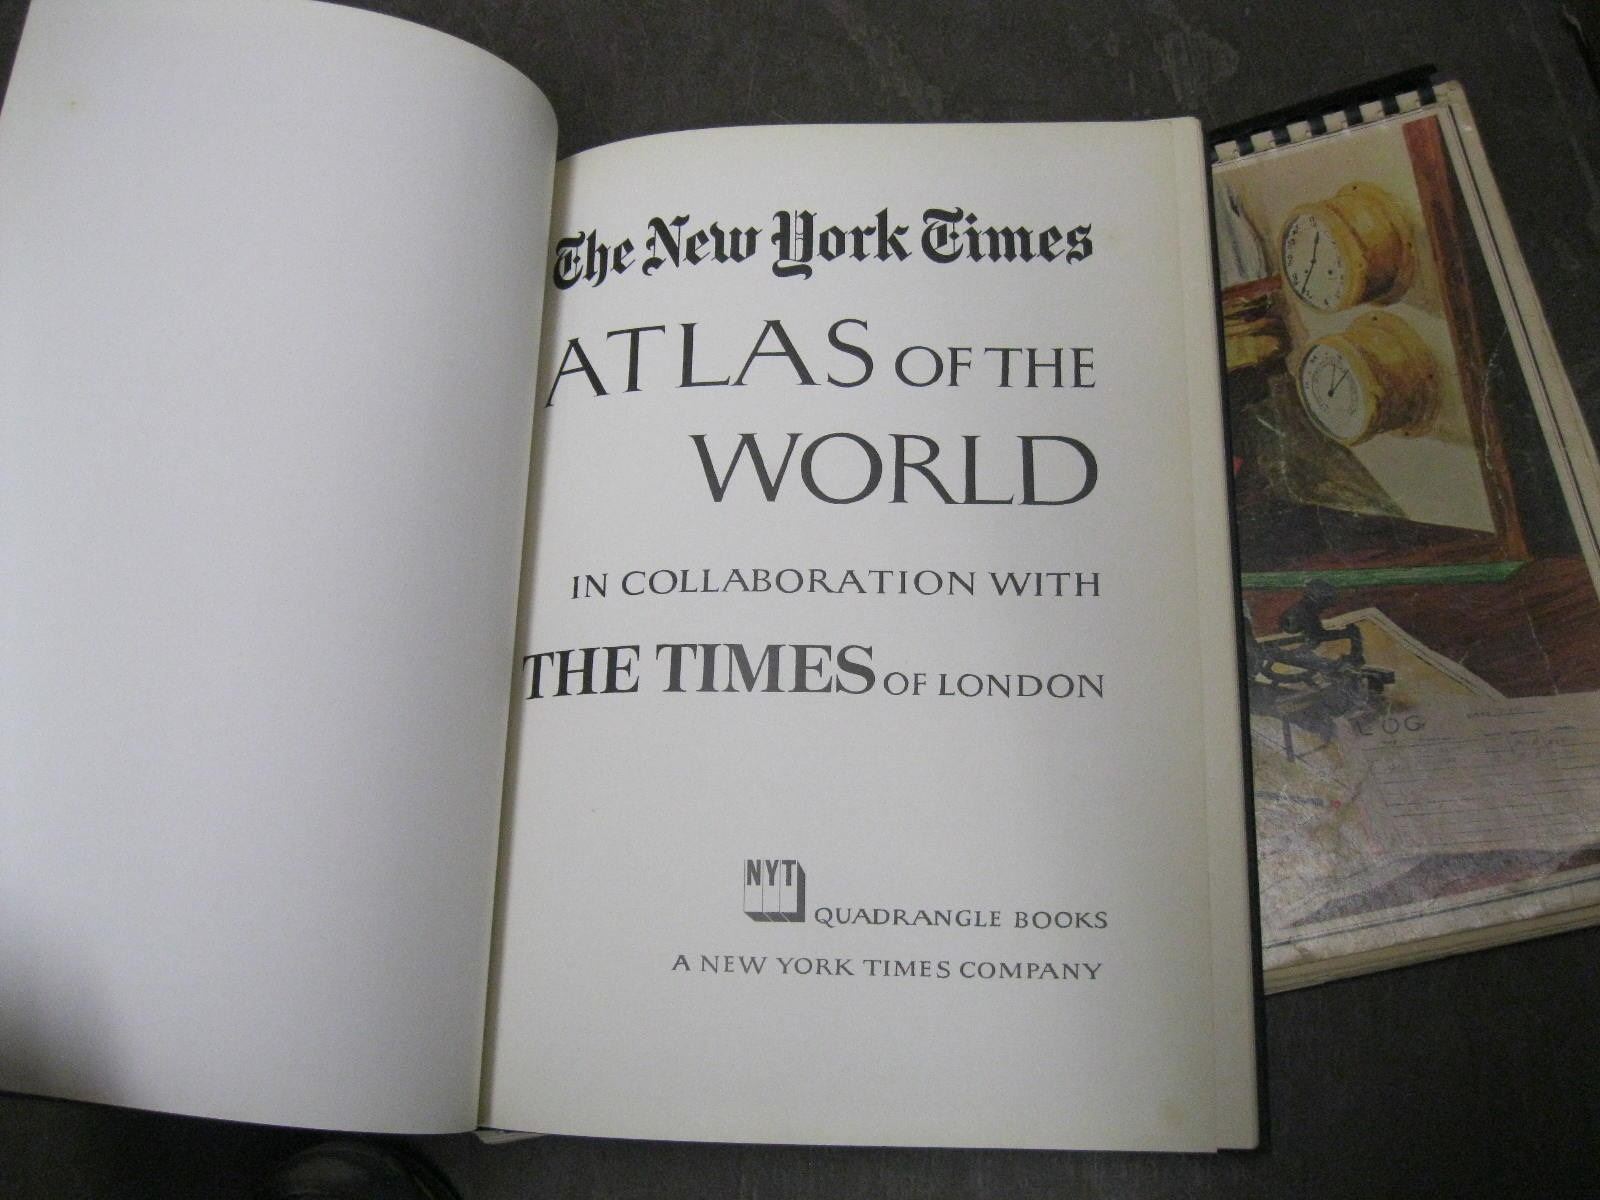 The New York Times
ATLAS OF THE
WORLD
IN COLLABORATION WITH
THE TIMES OF LONDON
NYT
QUADRANGLE BOOKS
A NEW YORK TIMES COMPANY
LOG